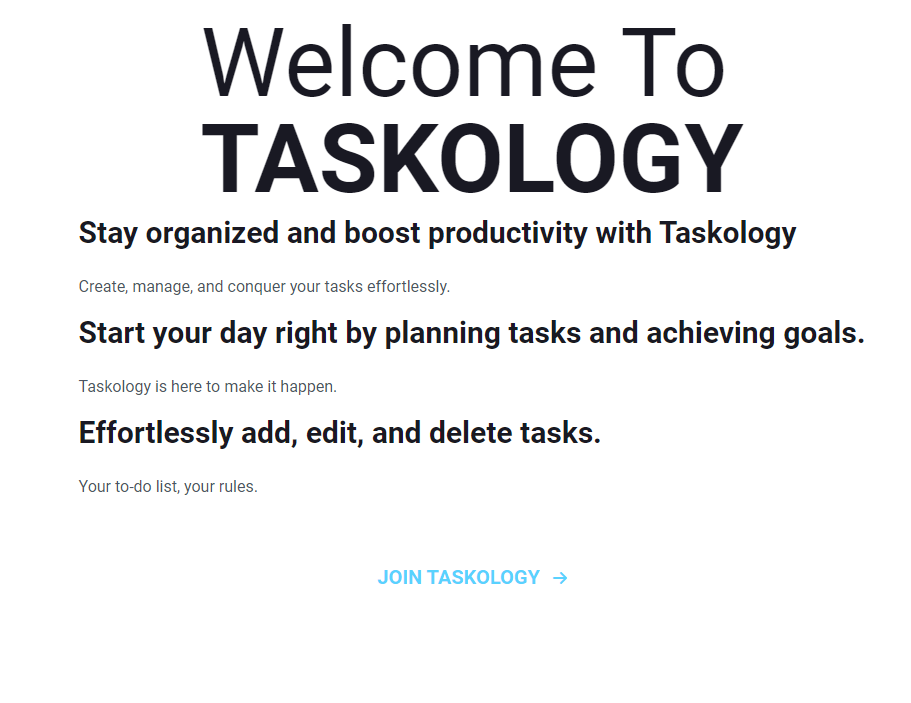 Welcome To
TASKOLOGY
Stay organized and boost productivity with Taskology
Create, manage, and conquer your tasks effortlessly.
Start your day right by planning tasks and achieving goals.
Taskology is here to make it happen.
Effortlessly add, edit, and delete tasks.
Your to-do list, your rules.
JOIN TASKOLOGY →